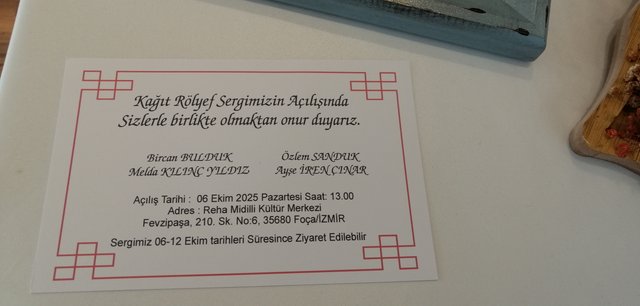 Kağıt Rölyef Sergimizin Açılışında
Sizlerle birlikte olmaktan onur duyarız.
Bircan BULDUK Özlem SANDUK
Melda KILINÇ YILDIZ Ayşe İREN ÇINAR
Açılış Tarihi : 06 Ekim 2025 Pazartesi Saat: 13.00
Adres : Reha Midilli Kültür Merkezi
Fevzipaşa, 210. Sk. No:6, 35680 Foça/İZMİR
Sergimiz 06-12 Ekim tarihleri Süresince Ziyaret Edilebilir